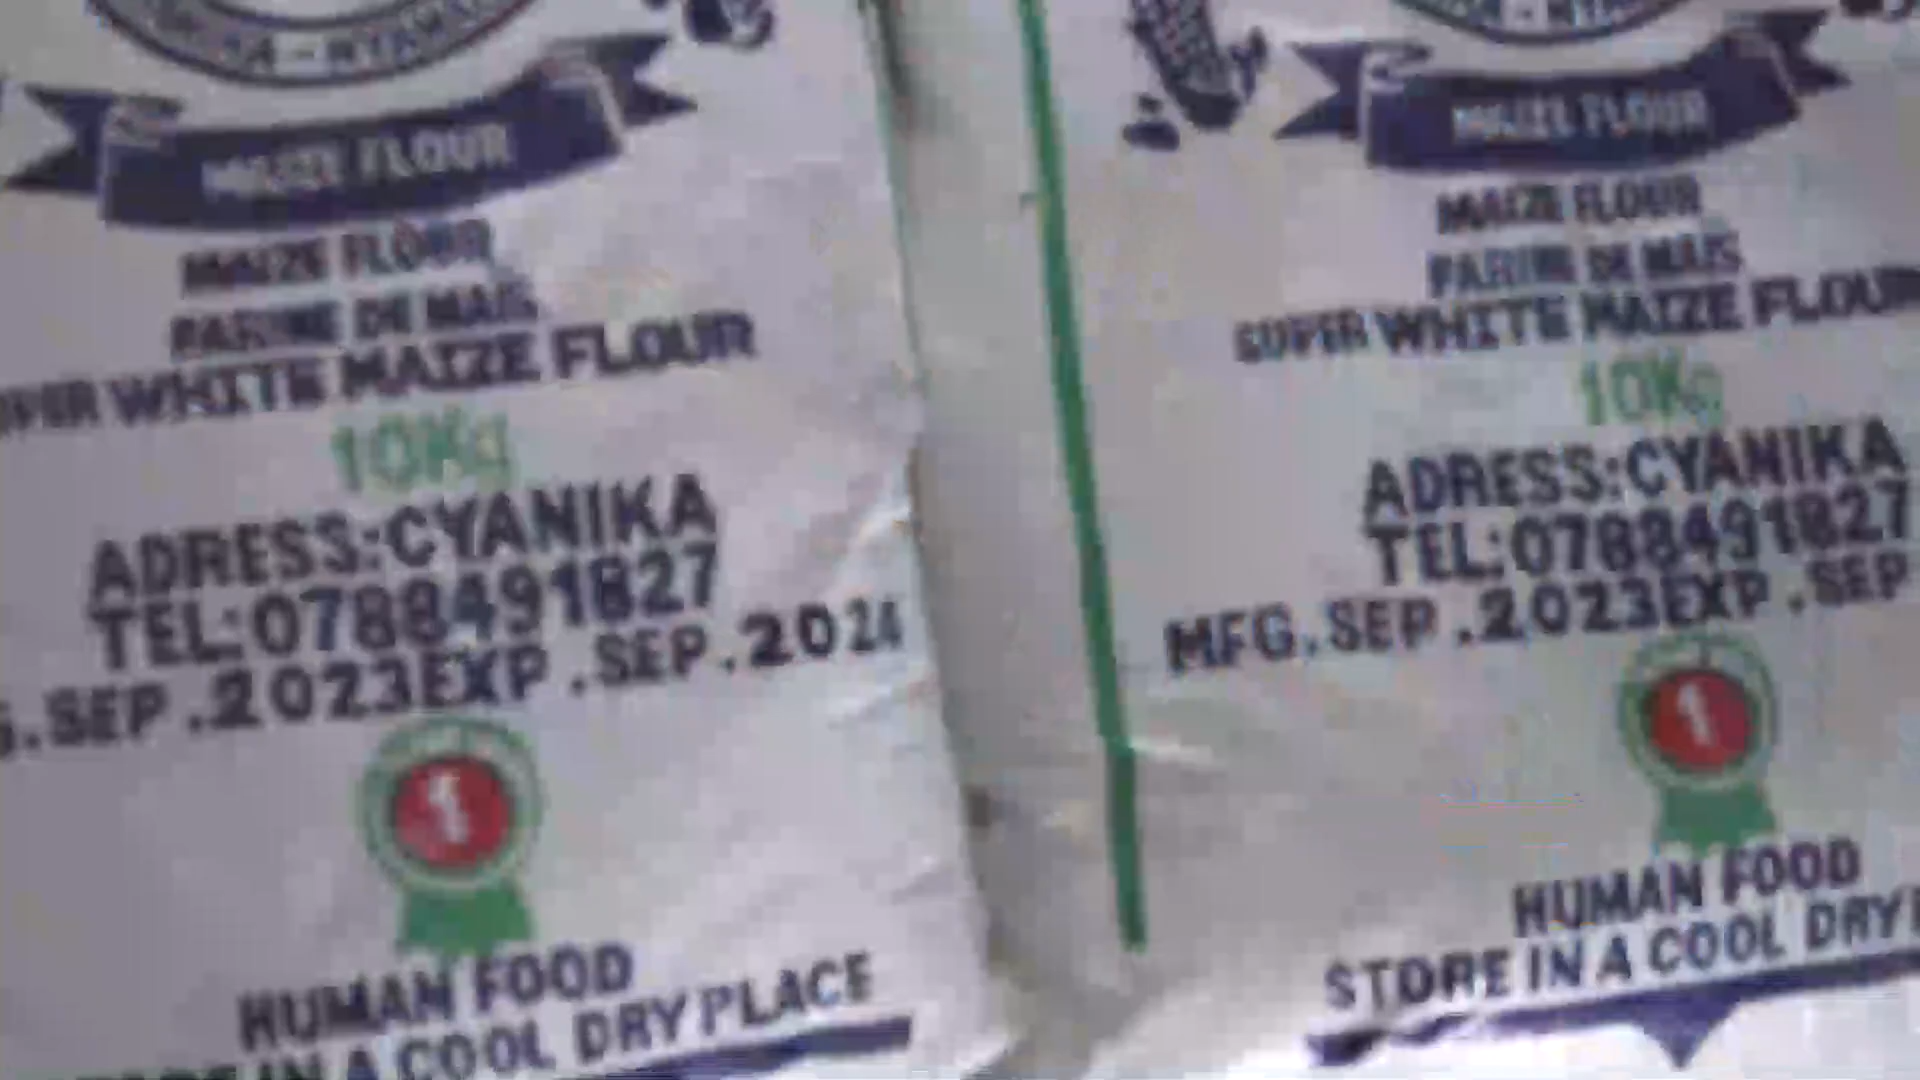 MAIZE FLOUR
MAIZE FLOUR
FARINE DE MAIS
WHITE MAIZE FLOUR
10Kg
ADRESS:CYANIKA
TEL:0788491827
.SEP.2023EXP.SEP.2024
1
HUMAN FOOD
IN A COOL DRY PLACE
MAIZE FLOUR
MAIZE FLOUR
FARINE DE MAIS
SUPER WHITE MAIZE FLOUR
10Kg
ADRESS:CYANIKA
TEL:0788491827
MFG.SEP.2023EXP.SEP
1
HUMAN FOOD
STORE IN A COOL DRY